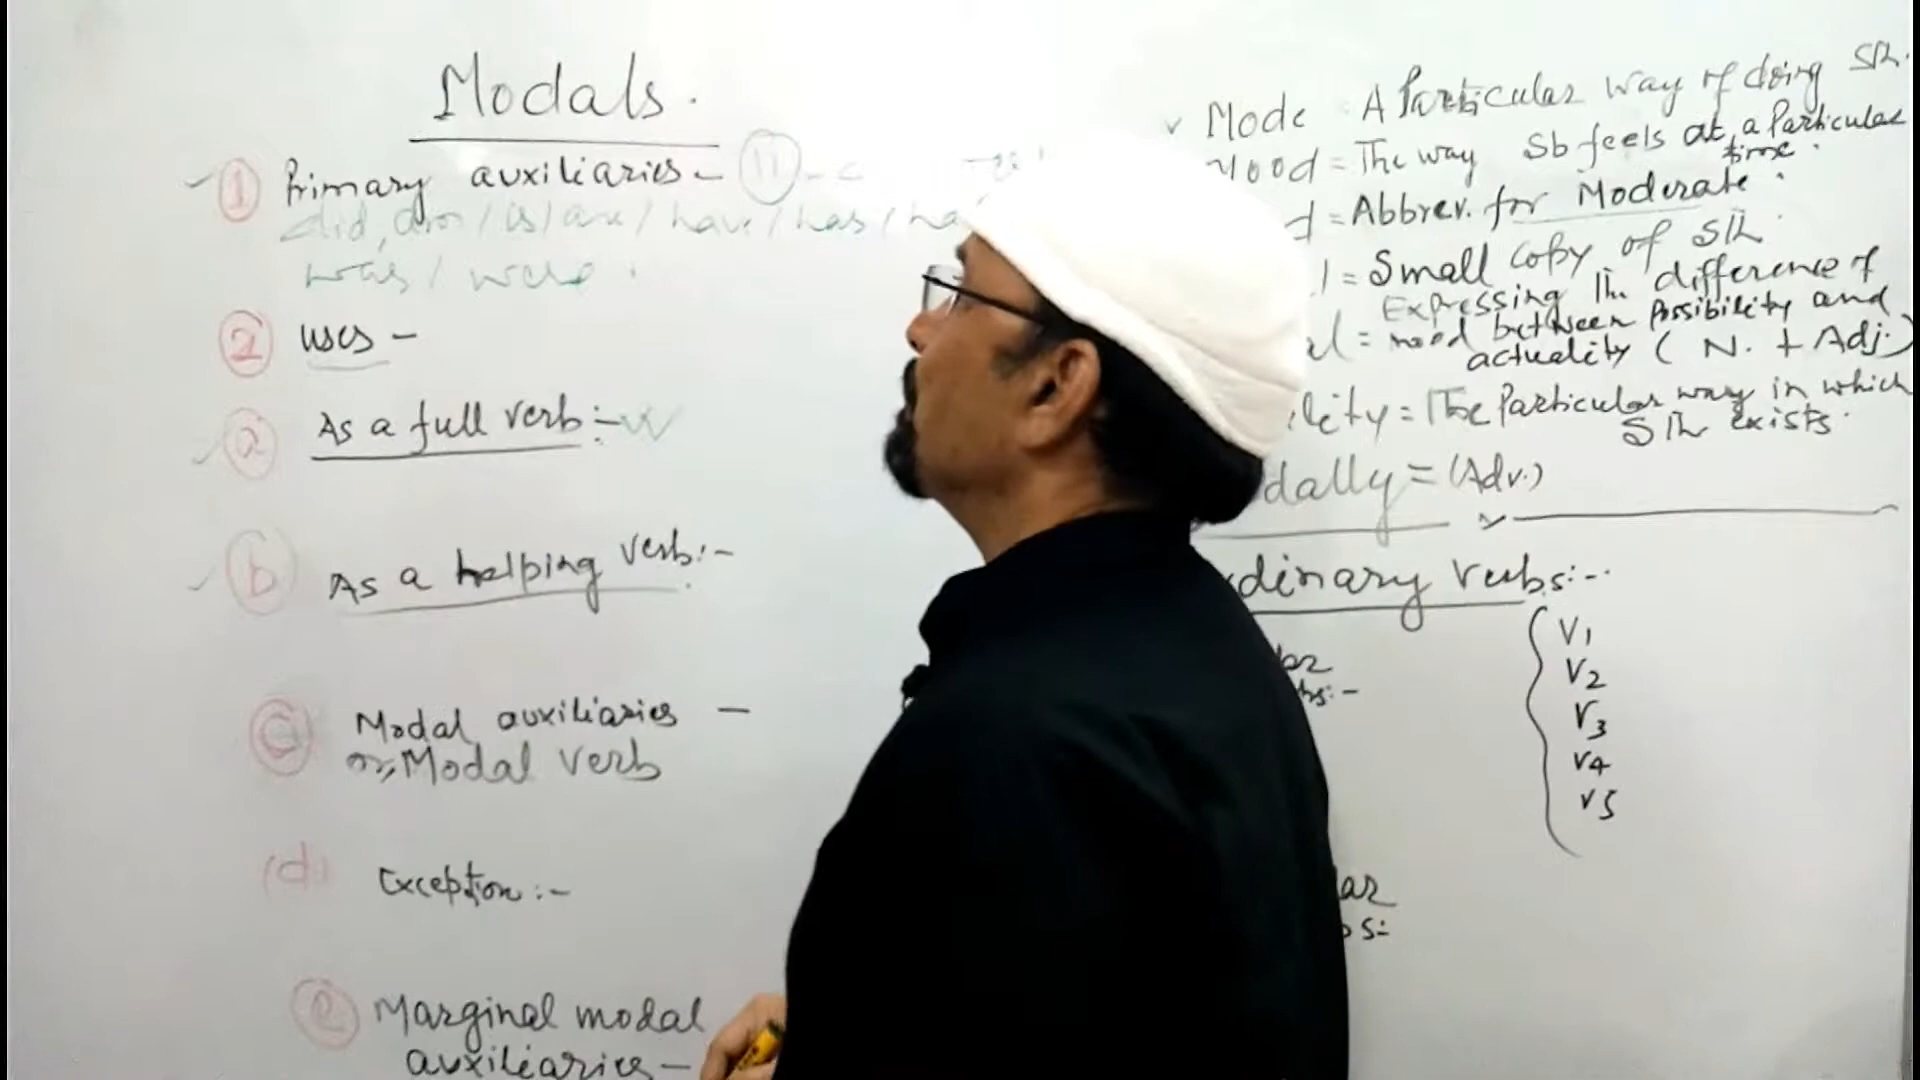 Modals.
① Primary auxiliaries - ⑪ -
did, / is / are / have / has /
was / were .
② uses -
ⓐ As a full verb :-
ⓑ As a helping verb :-
ⓒ Modal auxiliaries -
or, Modal verb
(d) Exception :-
ⓔ Marginal modal
auxiliaries -
✓ Mode A Particular way of doing Sth.
Mood = The way Sb feels at a Particular
time .
= Abbrev. for Moderate .
l = Small copy of Sth .
Expressing the difference of
al = mood between Possibility and
actuality ( N. + Adj.)
lity = The Particular way in which
Sth exists .
dally = (Adv.)
dinary verbs :-
V1
V2
V3
V4
V5
ar
bs :-